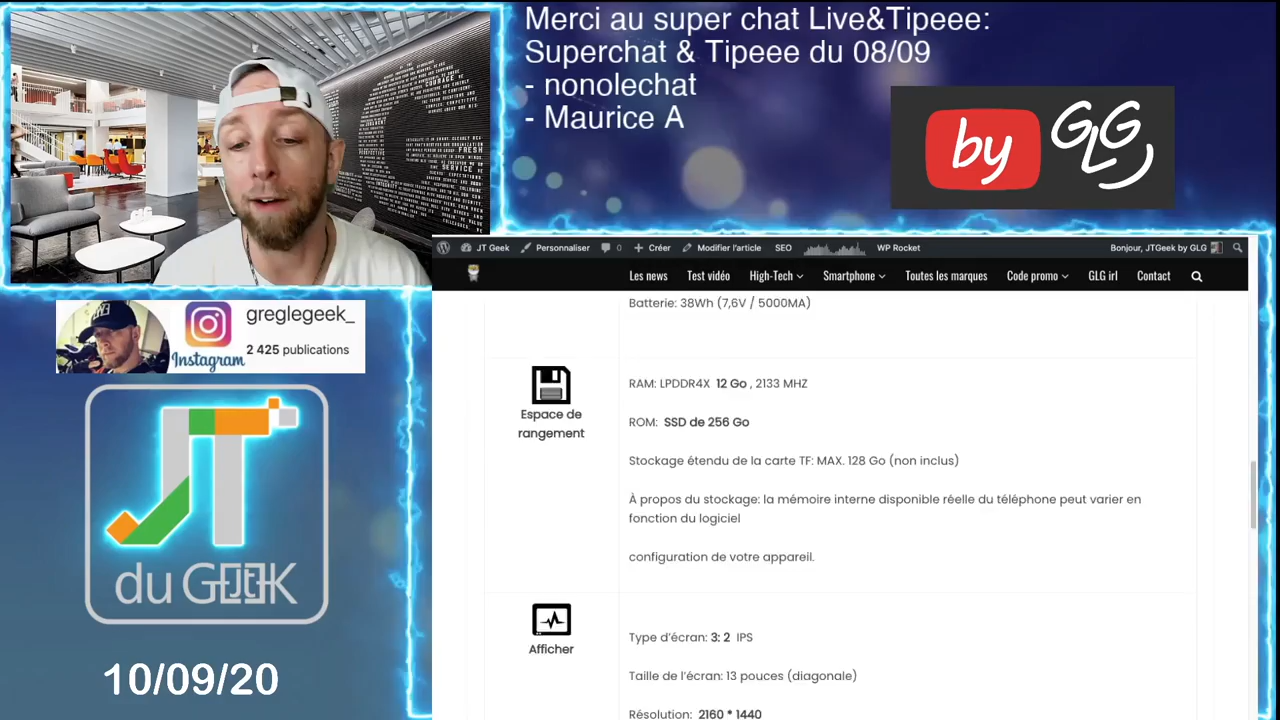 Merci au super chat Live&Tipeee:
Superchat & Tipeee du 08/09
- nonolechat
- Maurice A
by GLG
COURAGE
FRESH
SERVICE
greglegeek_
Instagram
2 425 publications
JT
du GEEK
JtK
10/09/20
JT Geek Personnaliser 0 Créer Modifier l'article SEO WP Rocket Bonjour, JTGeek by GLG
Les news Test vidéo High-Tech Smartphone Toutes les marques Code promo GLG irl Contact
Batterie: 38Wh (7,6V / 5000MA)
Espace de
rangement
RAM: LPDDR4X 12 Go , 2133 MHZ
ROM: SSD de 256 Go
Stockage étendu de la carte TF: MAX. 128 Go (non inclus)
À propos du stockage: la mémoire interne disponible réelle du téléphone peut varier en
fonction du logiciel
configuration de votre appareil.
Afficher
Type d'écran: 3: 2 IPS
Taille de l'écran: 13 pouces (diagonale)
Résolution: 2160 * 1440